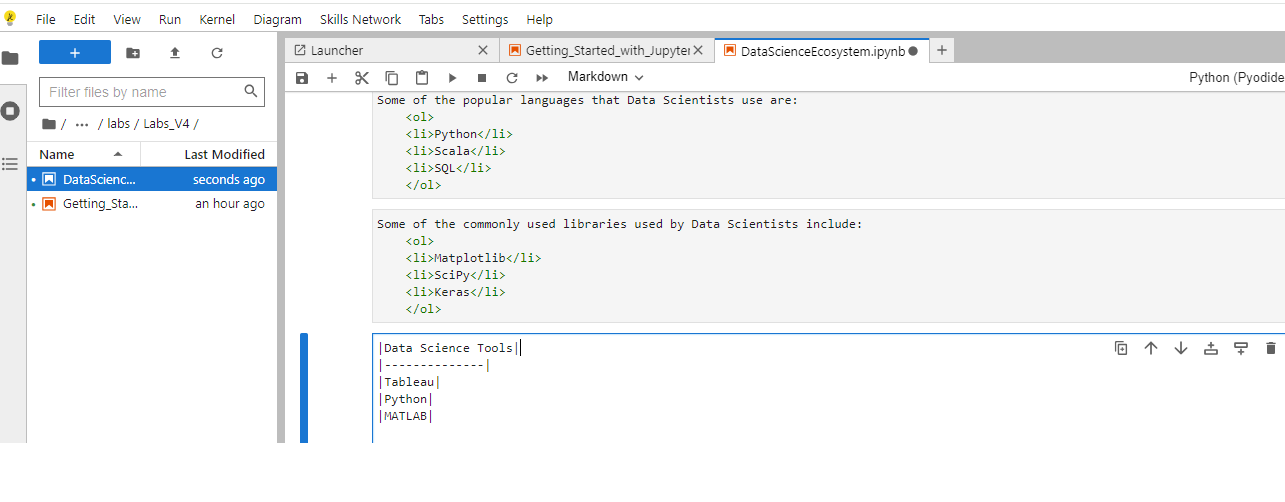 File Edit View Run Kernel Diagram Skills Network Tabs Settings Help
Launcher Getting_Started_with_Jupyter DataScienceEcosystem.ipynb
Markdown Python (Pyodide
Filter files by name
/ ... / labs / Labs_V4 /
Name Last Modified
DataScienc... seconds ago
Getting_Sta... an hour ago
Some of the popular languages that Data Scientists use are:
<ol>
<li>Python</li>
<li>Scala</li>
<li>SQL</li>
</ol>
Some of the commonly used libraries used by Data Scientists include:
<ol>
<li>Matplotlib</li>
<li>SciPy</li>
<li>Keras</li>
</ol>
|Data Science Tools|
|--------------|
|Tableau|
|Python|
|MATLAB|